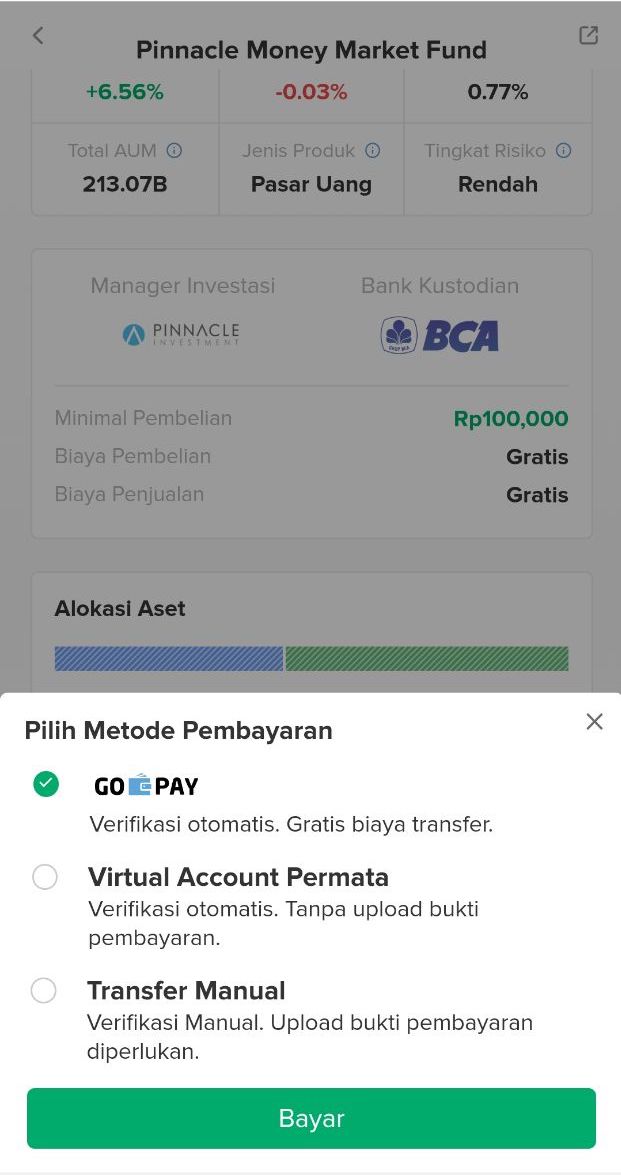 Pinnacle Money Market Fund
+6.56% -0.03% 0.77%
Total AUM Jenis Produk Tingkat Risiko
213.07B Pasar Uang Rendah
Manager Investasi Bank Kustodian
PINNACLE BCA
INVESTMENT
Minimal Pembelian Rp100,000
Biaya Pembelian Gratis
Biaya Penjualan Gratis
Alokasi Aset
Pilih Metode Pembayaran
GO PAY
Verifikasi otomatis. Gratis biaya transfer.
Virtual Account Permata
Verifikasi otomatis. Tanpa upload bukti
pembayaran.
Transfer Manual
Verifikasi Manual. Upload bukti pembayaran
diperlukan.
Bayar